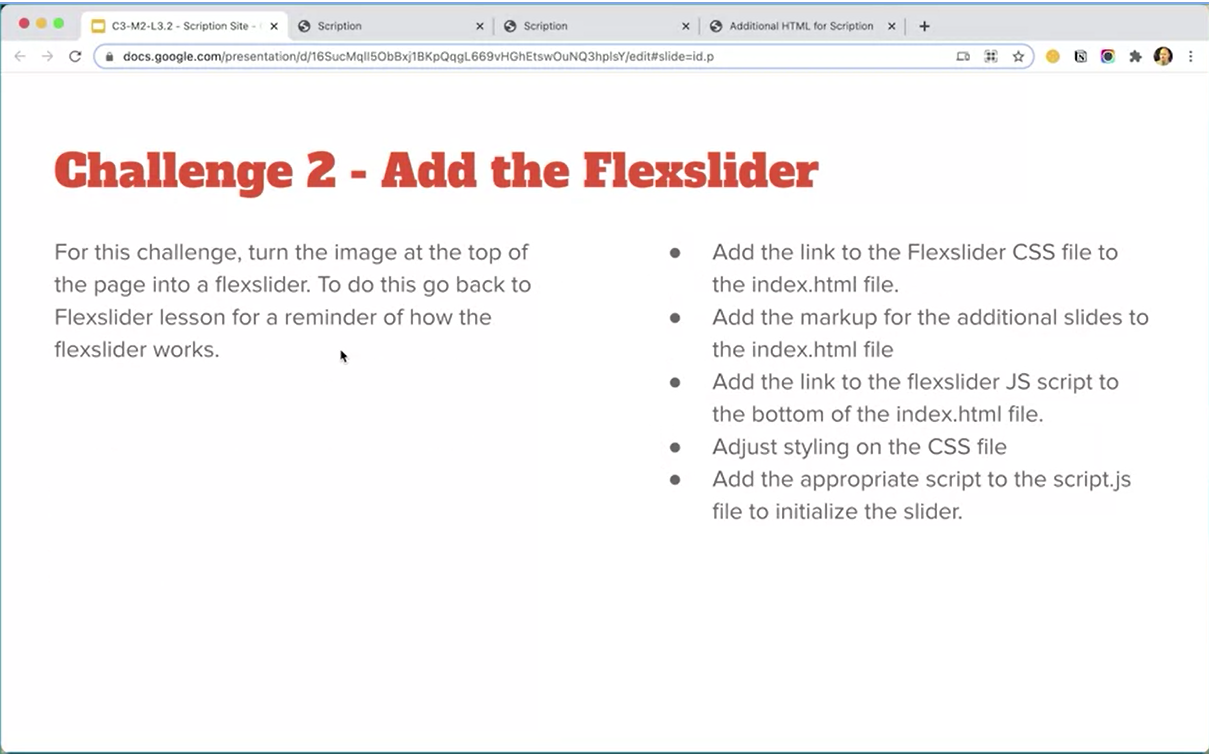 C3-M2-L3.2 - Scription Site -
Scription
Scription
Additional HTML for Scription
docs.google.com/presentation/d/16SucMqlI5ObBxj1BKpQqgL669vHGhEtswOuNQ3hplsY/edit#slide=id.p
Challenge 2 - Add the Flexslider
For this challenge, turn the image at the top of
the page into a flexslider. To do this go back to
Flexslider lesson for a reminder of how the
flexslider works.
● Add the link to the Flexslider CSS file to
the index.html file.
● Add the markup for the additional slides to
the index.html file
● Add the link to the flexslider JS script to
the bottom of the index.html file.
● Adjust styling on the CSS file
● Add the appropriate script to the script.js
file to initialize the slider.